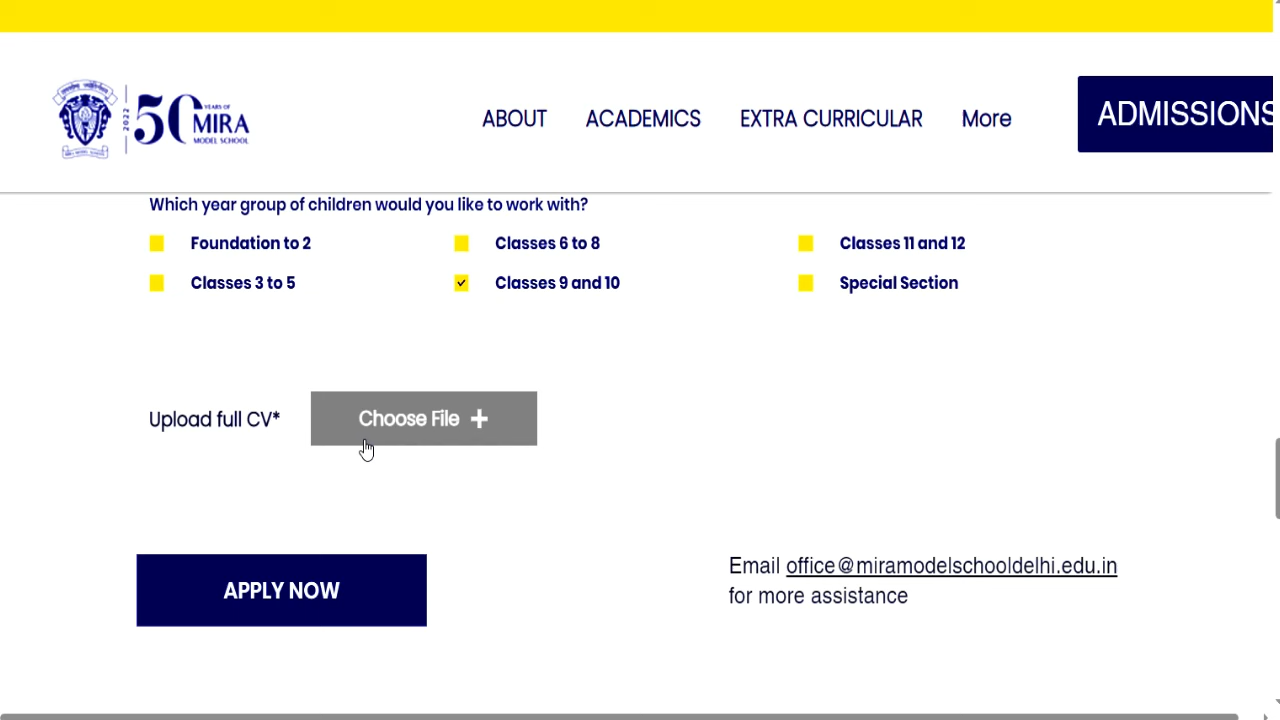 2022 50 YEARS OF MIRA MODEL SCHOOL
ABOUT ACADEMICS EXTRA CURRICULAR More ADMISSIONS
Which year group of children would you like to work with?
Foundation to 2 Classes 6 to 8 Classes 11 and 12
Classes 3 to 5 Classes 9 and 10 Special Section
Upload full CV* Choose File +
APPLY NOW
Email office@miramodelschooldelhi.edu.in
for more assistance